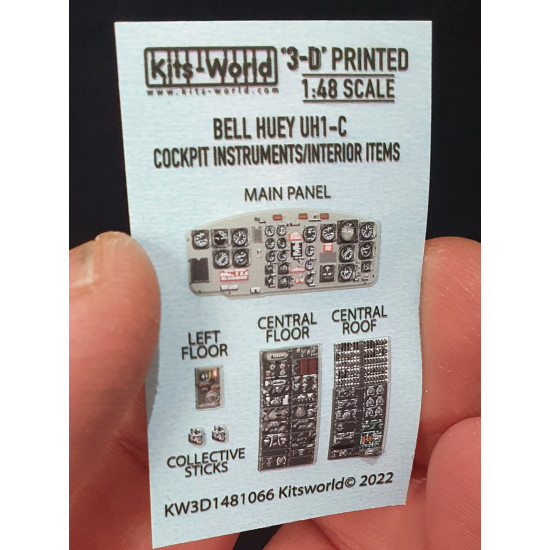 Kits-World "3-D" PRINTED
www.kits-world.com 1:48 SCALE
BELL HUEY UH1-C
COCKPIT INSTRUMENTS/INTERIOR ITEMS
MAIN PANEL
LEFT
FLOOR
CENTRAL
FLOOR
CENTRAL
ROOF
COLLECTIVE
STICKS
KW3D1481066 Kitsworld© 2022